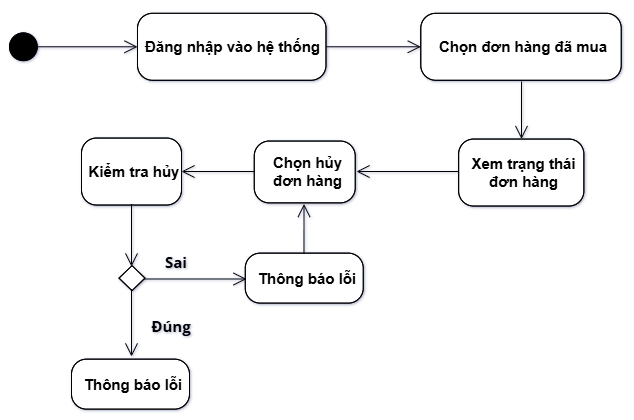 Đăng nhập vào hệ thống
Chọn đơn hàng đã mua
Xem trạng thái
đơn hàng
Chọn hủy
đơn hàng
Kiểm tra hủy
Sai
Thông báo lỗi
Đúng
Thông báo lỗi